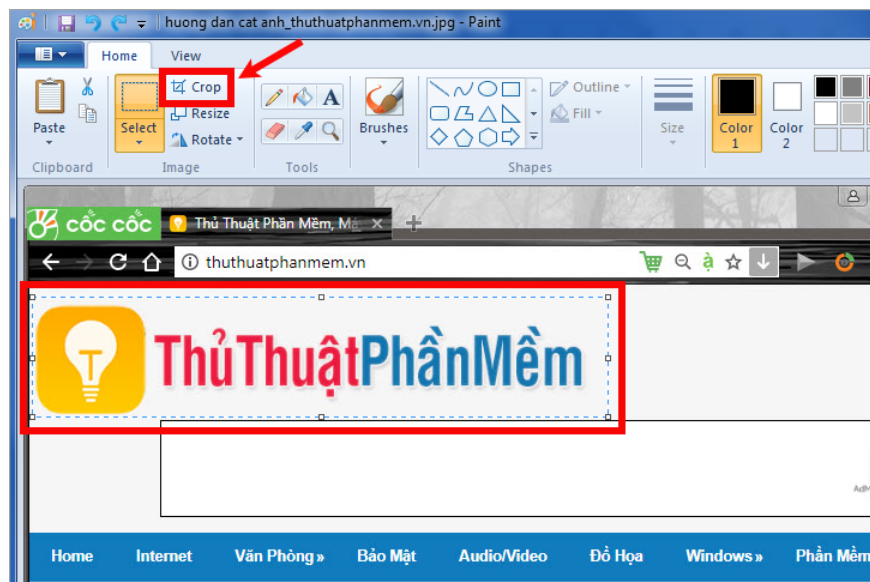 huong dan cat anh_thuthuatphanmem.vn.jpg - Paint
Home View
Crop
Resize
Rotate
Paste
Select
A
Brushes
Outline
Fill
Size
Color 1
Color 2
Clipboard Image Tools Shapes
cốc cốc Thủ Thuật Phần Mềm, Má
thuthuatphanmem.vn à
T ThủThuậtPhầnMềm
Home Internet Văn Phòng » Bảo Mật Audio/Video Đồ Họa Windows » Phần Mềm